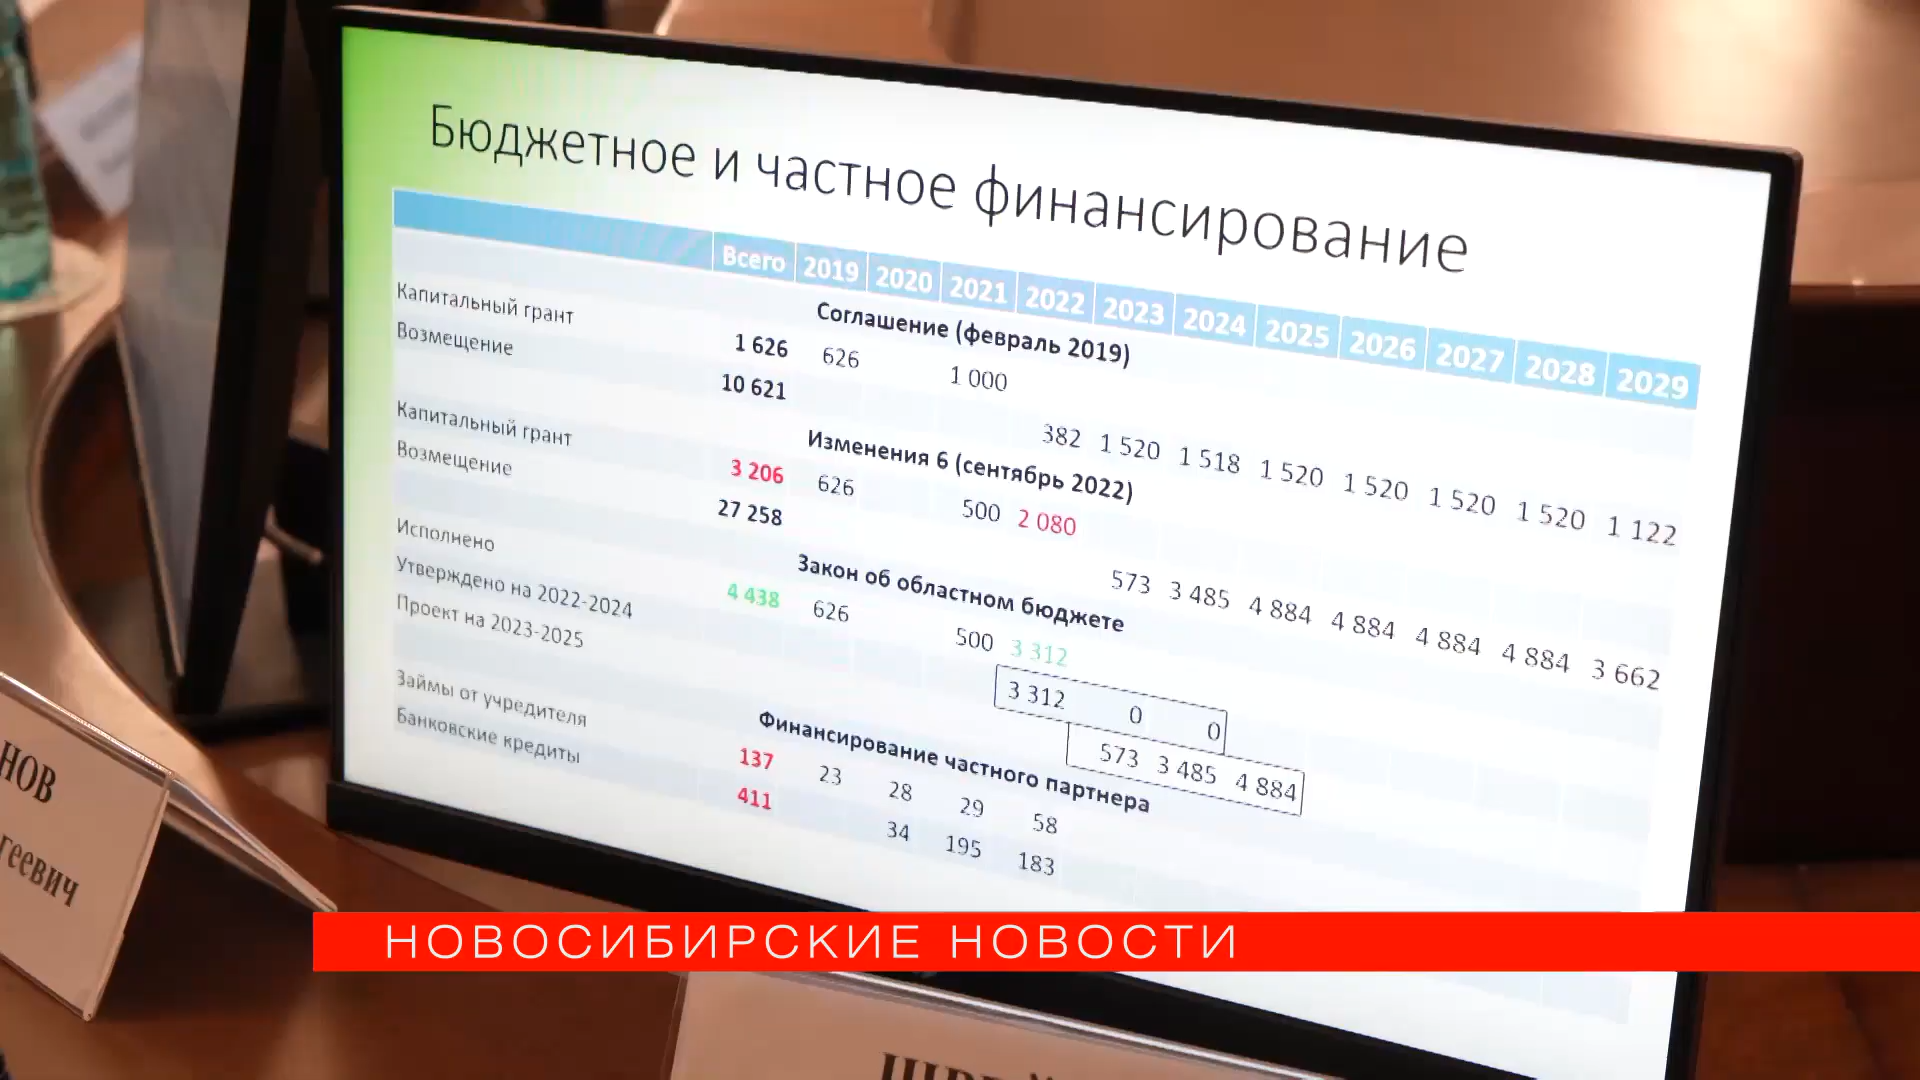 Бюджетное и частное финансирование
Всего 2019 2020 2021 2022 2023 2024 2025 2026 2027 2028 2029
Соглашение (февраль 2019)
Капитальный грант 1 626 626 1 000
Возмещение 10 621 382 1 520 1 518 1 520 1 520 1 520 1 520 1 122
Изменения 6 (сентябрь 2022)
Капитальный грант 3 206 626 500 2 080
Возмещение 27 258 573 3 485 4 884 4 884 4 884 4 884 3 662
Закон об областном бюджете
Исполнено 4 438 626 500 3 312
Утверждено на 2022-2024 3 312 0 0
Проект на 2023-2025 573 3 485 4 884
Финансирование частного партнера
Займы от учредителя 137 23 28 29 58
Банковские кредиты 411 34 195 183
НОВ
геевич
НОВОСИБИРСКИЕ НОВОСТИ